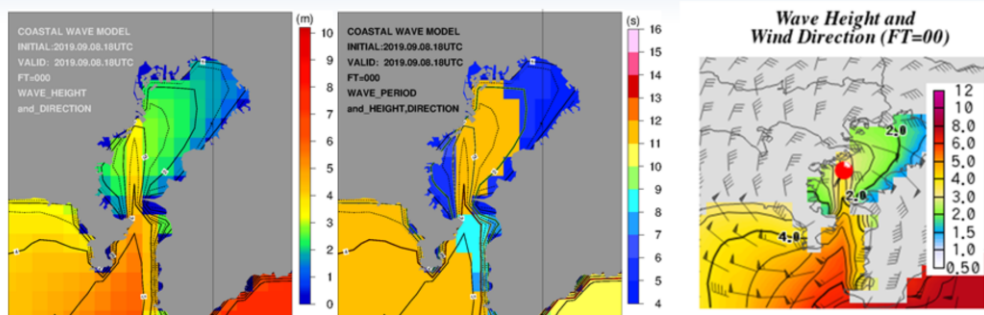 COASTAL WAVE MODEL
INITIAL:2019.09.08.18UTC
VALID: 2019.09.08.18UTC
FT=000
WAVE_HEIGHT
and_DIRECTION
(m)
10
9
8
7
6
5
4
3
2
1
0
COASTAL WAVE MODEL
INITIAL:2019.09.08.18UTC
VALID: 2019.09.08.18UTC
FT=000
WAVE_PERIOD
and_HEIGHT,DIRECTION
(s)
16
15
14
13
12
11
10
9
8
7
6
5
4
Wave Height and
Wind Direction (FT=00)
2.0
2.0
4.0
12
10
8.0
6.0
5.0
4.0
3.0
2.0
1.5
1.0
0.50